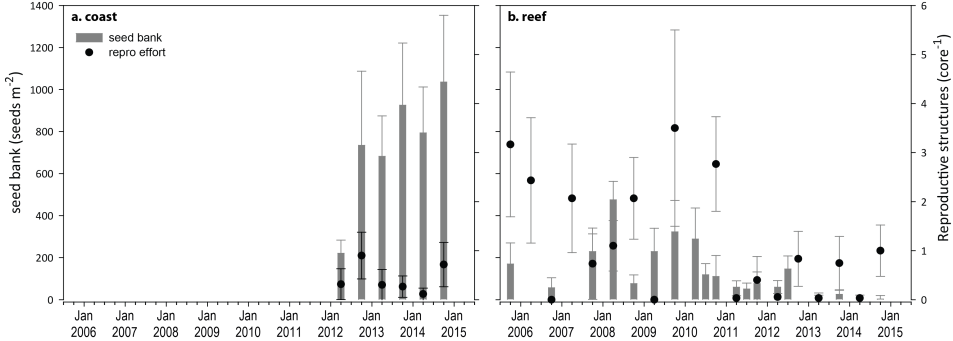 a. coast
seed bank
repro effort
b. reef
1400
1200
1000
800
600
400
200
0
seed bank (seeds m-2)
6
5
4
3
2
1
0
Reproductive structures (core-1)
Jan Jan Jan Jan Jan Jan Jan Jan Jan Jan
2006 2007 2008 2009 2010 2011 2012 2013 2014 2015
Jan Jan Jan Jan Jan Jan Jan Jan Jan Jan
2006 2007 2008 2009 2010 2011 2012 2013 2014 2015